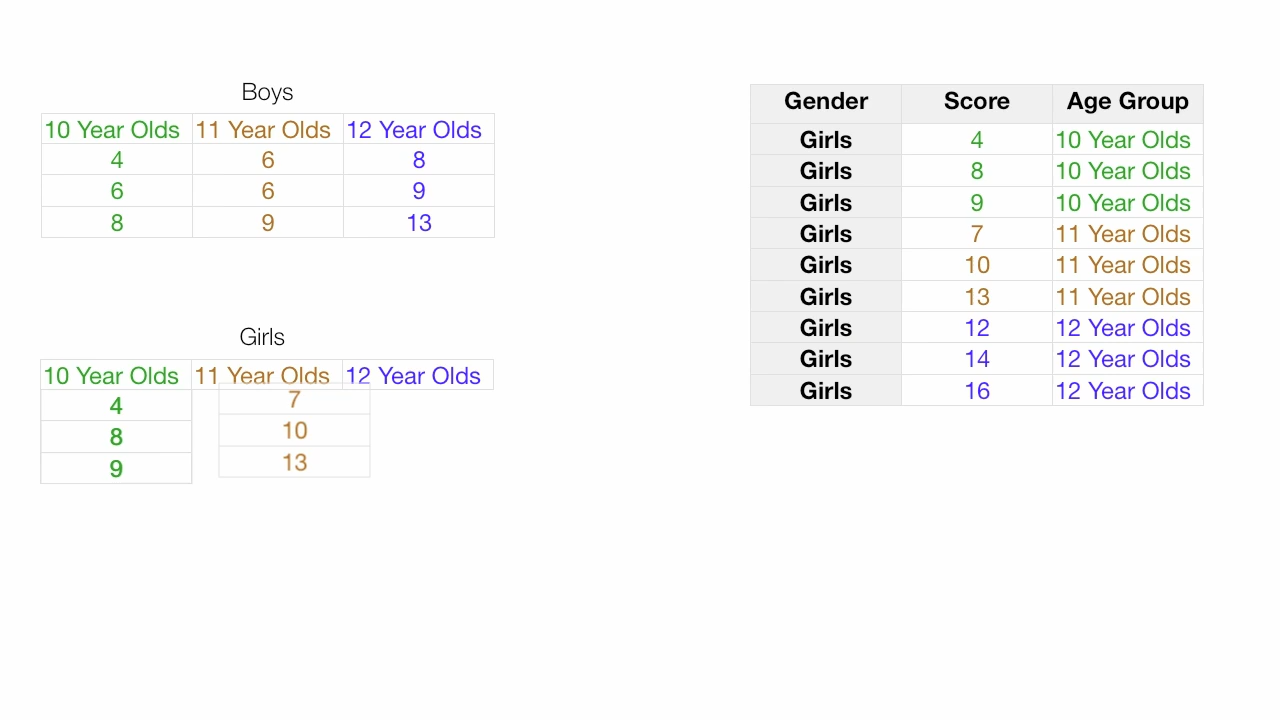 Boys
10 Year Olds 11 Year Olds 12 Year Olds
4 6 8
6 6 9
8 9 13
Girls
10 Year Olds 11 Year Olds 12 Year Olds
4 7
8 10
9 13
Gender Score Age Group
Girls 4 10 Year Olds
Girls 8 10 Year Olds
Girls 9 10 Year Olds
Girls 7 11 Year Olds
Girls 10 11 Year Olds
Girls 13 11 Year Olds
Girls 12 12 Year Olds
Girls 14 12 Year Olds
Girls 16 12 Year Olds